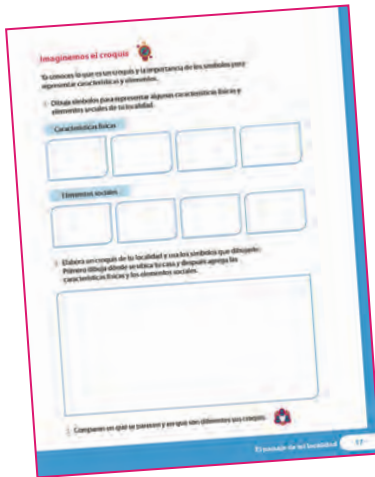 Imaginemos el croquis
Ya conoces lo que es un croquis y la importancia de los símbolos para
representar características y elementos.
Dibuja símbolos para representar algunas características físicas y
elementos sociales de tu localidad.
Características físicas
Elementos sociales
Elabora un croquis de tu localidad y usa los símbolos que dibujaste.
Primero dibuja dónde se ubica tu casa y después agrega las
características físicas y los elementos sociales.
Comparen en qué se parecen y en qué son diferentes sus croquis.
El paisaje de mi localidad